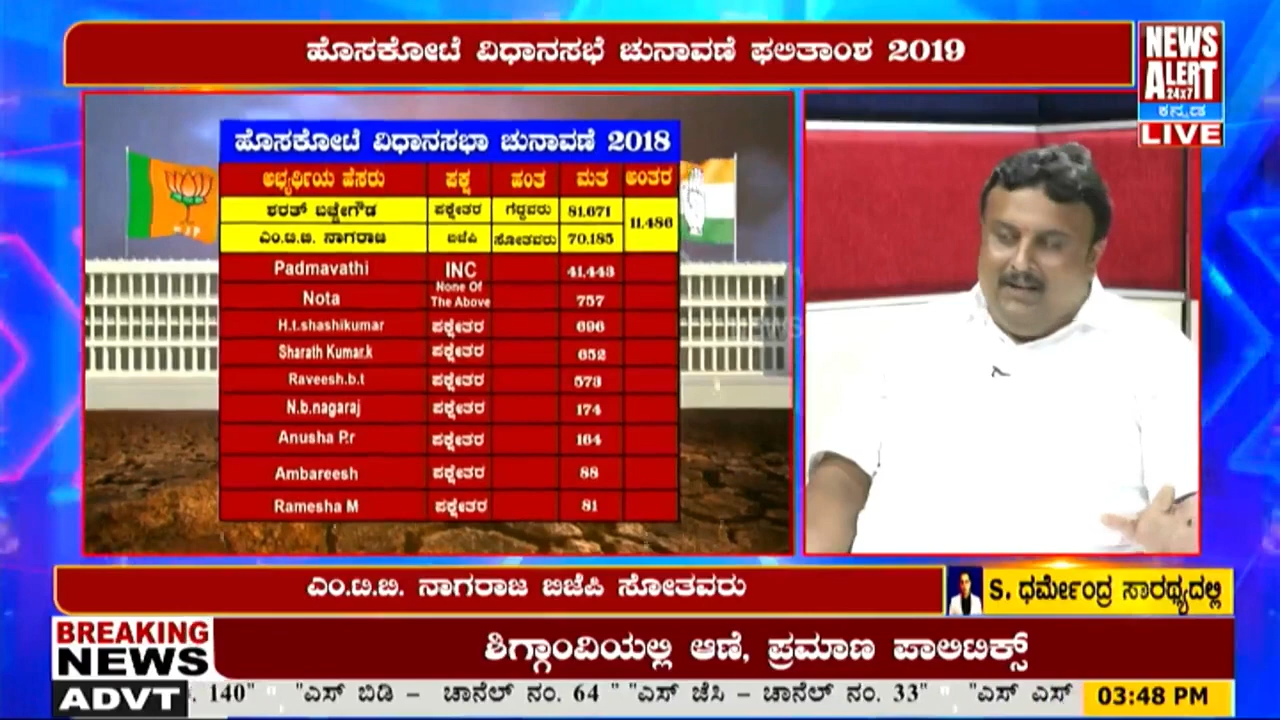 ಹೊಸಕೋಟೆ ವಿಧಾನಸಭೆ ಚುನಾವಣೆ ಫಲಿತಾಂಶ 2019
NEWS
ALERT
24x7
ಕನ್ನಡ
LIVE
ಹೊಸಕೋಟೆ ವಿಧಾನಸಭಾ ಚುನಾವಣೆ 2018
ಅಭ್ಯರ್ಥಿಯ ಹೆಸರು ಪಕ್ಷ ಹಂತ ಮತ ಅಂತರ
ಶರತ್ ಬಚ್ಚೇಗೌಡ ಪಕ್ಷೇತರ ಗೆದ್ದವರು 81.671 11.486
ಎಂ.ಟಿ.ಬಿ. ನಾಗರಾಜ ಬಿಜೆಪಿ ಸೋತವರು 70.185
Padmavathi INC 41,443
Nota None Of The Above 757
H.t.shashikumar ಪಕ್ಷೇತರ 696
Sharath Kumar.k ಪಕ್ಷೇತರ 652
Raveesh.b.t ಪಕ್ಷೇತರ 573
N.b.nagaraj ಪಕ್ಷೇತರ 174
Anusha P.r ಪಕ್ಷೇತರ 164
Ambareesh ಪಕ್ಷೇತರ 88
Ramesha M ಪಕ್ಷೇತರ 81
ಎಂ.ಟಿ.ಬಿ. ನಾಗರಾಜ ಬಿಜೆಪಿ ಸೋತವರು
S. ಧರ್ಮೇಂದ್ರ ಸಾರಥ್ಯದಲ್ಲಿ
BREAKING
NEWS
ಶಿಗ್ಗಾಂವಿಯಲ್ಲಿ ಆಣೆ, ಪ್ರಮಾಣ ಪಾಲಿಟಿಕ್ಸ್
ADVT . 140" "ಎಸ್ ಬಿಡಿ – ಚಾನೆಲ್ ನಂ. 64 " "ಎಸ್ ಜೆಸಿ – ಚಾನೆಲ್ ನಂ. 33" "ಎಸ್ ಎಸ್ 03:48 PM